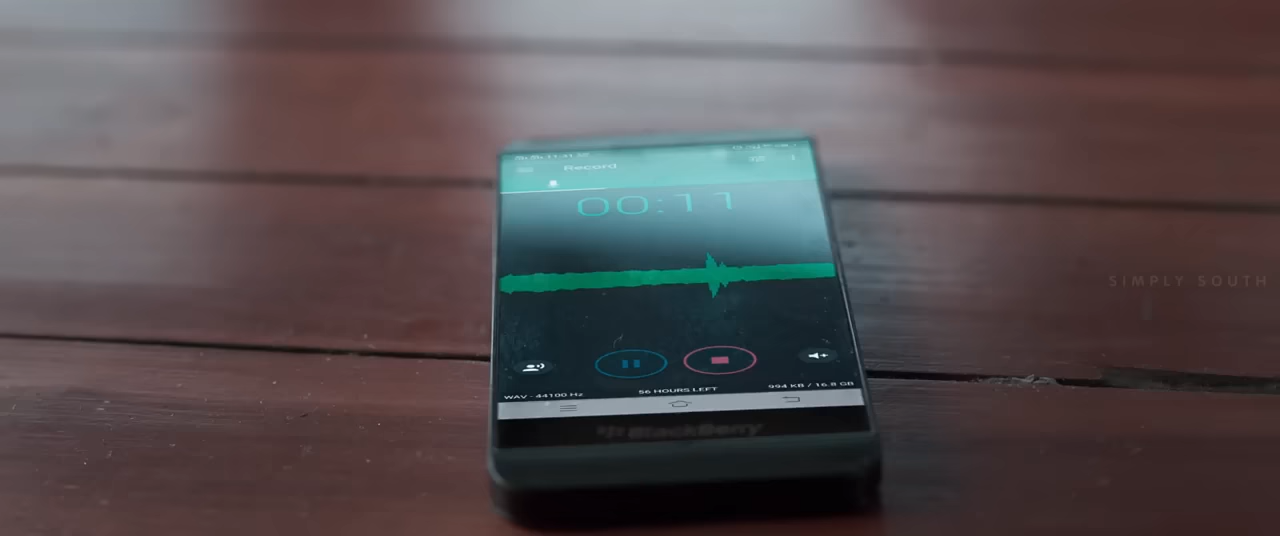 Record
00:11
SIMPLY SOUTH
WAV - 44100 Hz
56 HOURS LEFT
994 KB / 16.8 GB
BlackBerry